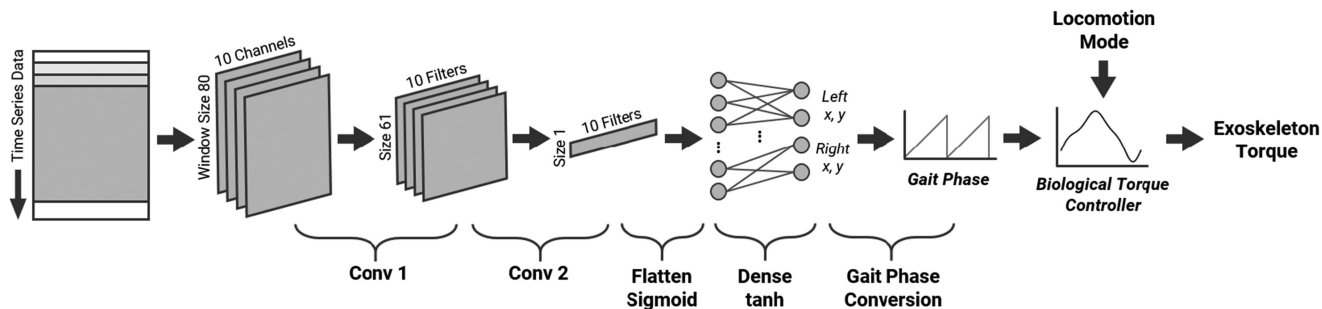 Time Series Data
Window Size 80
10 Channels
Size 61
10 Filters
Size 1
10 Filters
Left
x, y
Right
x, y
Gait Phase
Locomotion
Mode
Biological Torque
Controller
Exoskeleton
Torque
Conv 1
Conv 2
Flatten
Sigmoid
Dense
tanh
Gait Phase
Conversion